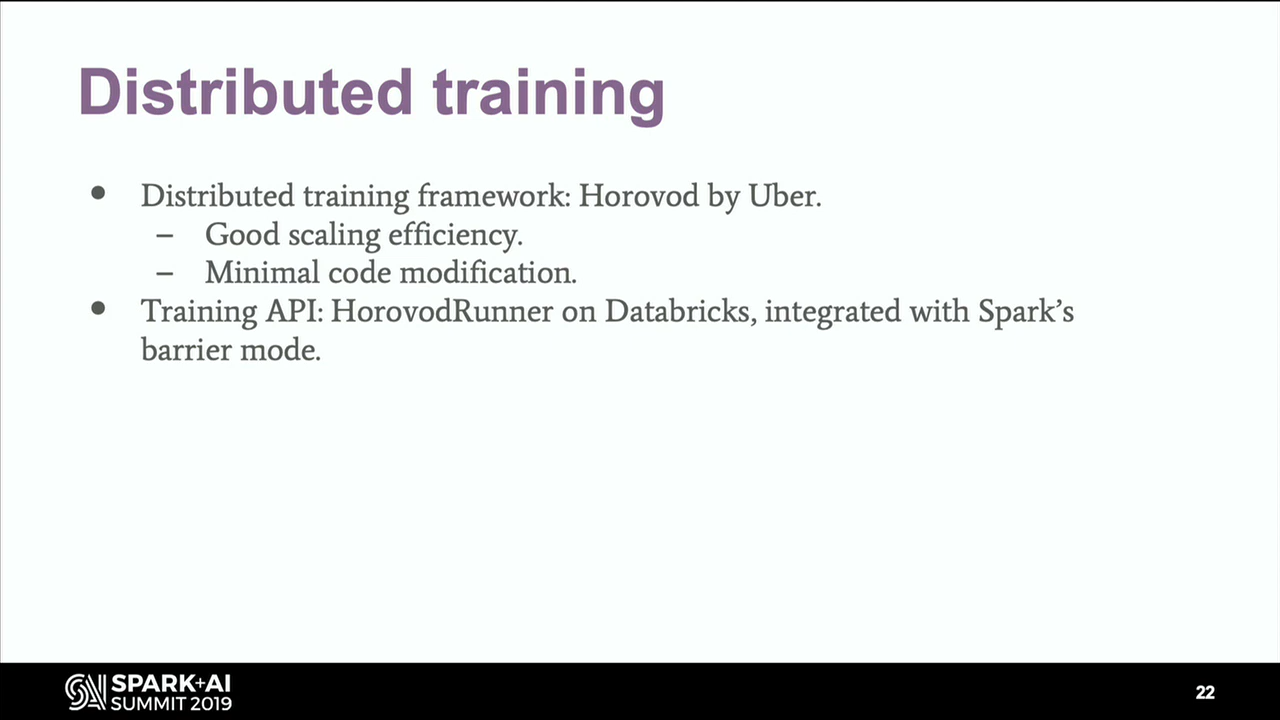 Distributed training
● Distributed training framework: Horovod by Uber.
– Good scaling efficiency.
– Minimal code modification.
● Training API: HorovodRunner on Databricks, integrated with Spark’s
barrier mode.
SPARK+AI
SUMMIT 2019
22